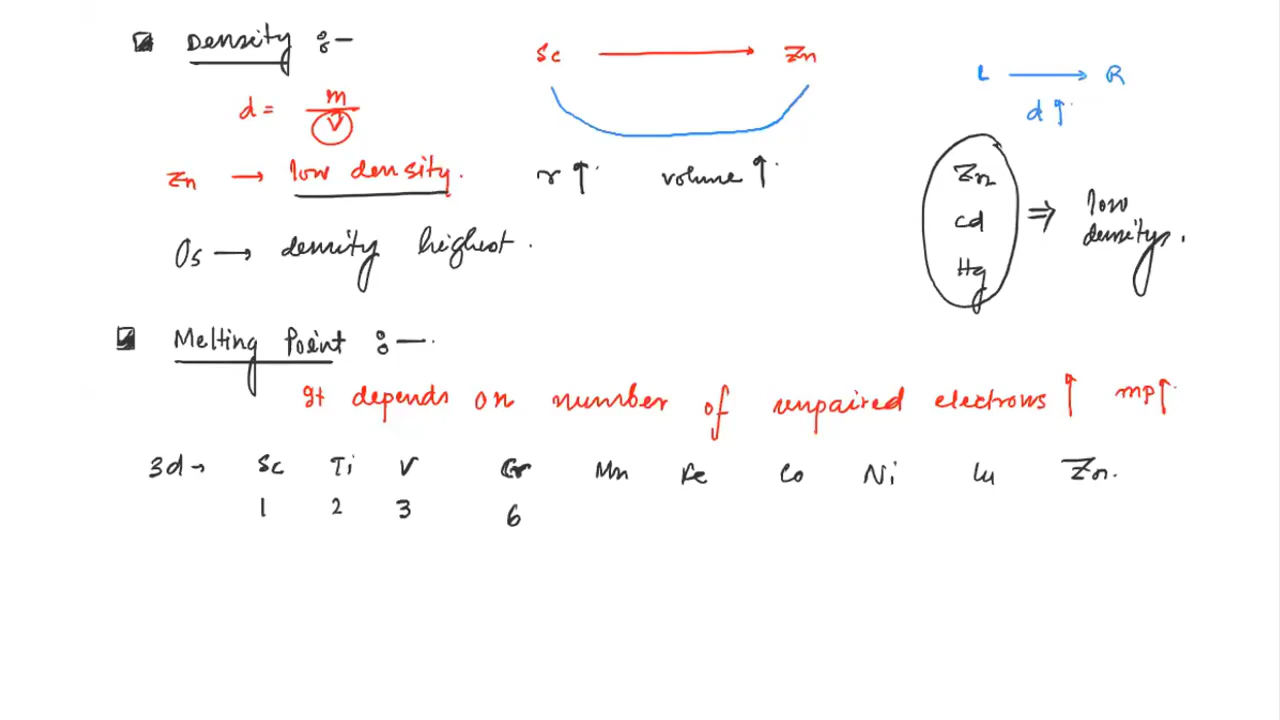 Density :-
Sc → Zn
L → R
d = m / V
d ↑
Zn → low density.
r ↑ volume ↑
Zn
Cd
Hg
⇒ low density.
Os → density highest.
Melting Point :-
It depends on number of unpaired electrons ↑ mp↑
3d → Sc Ti V Cr Mn Fe Co Ni Cu Zn.
1 2 3 6